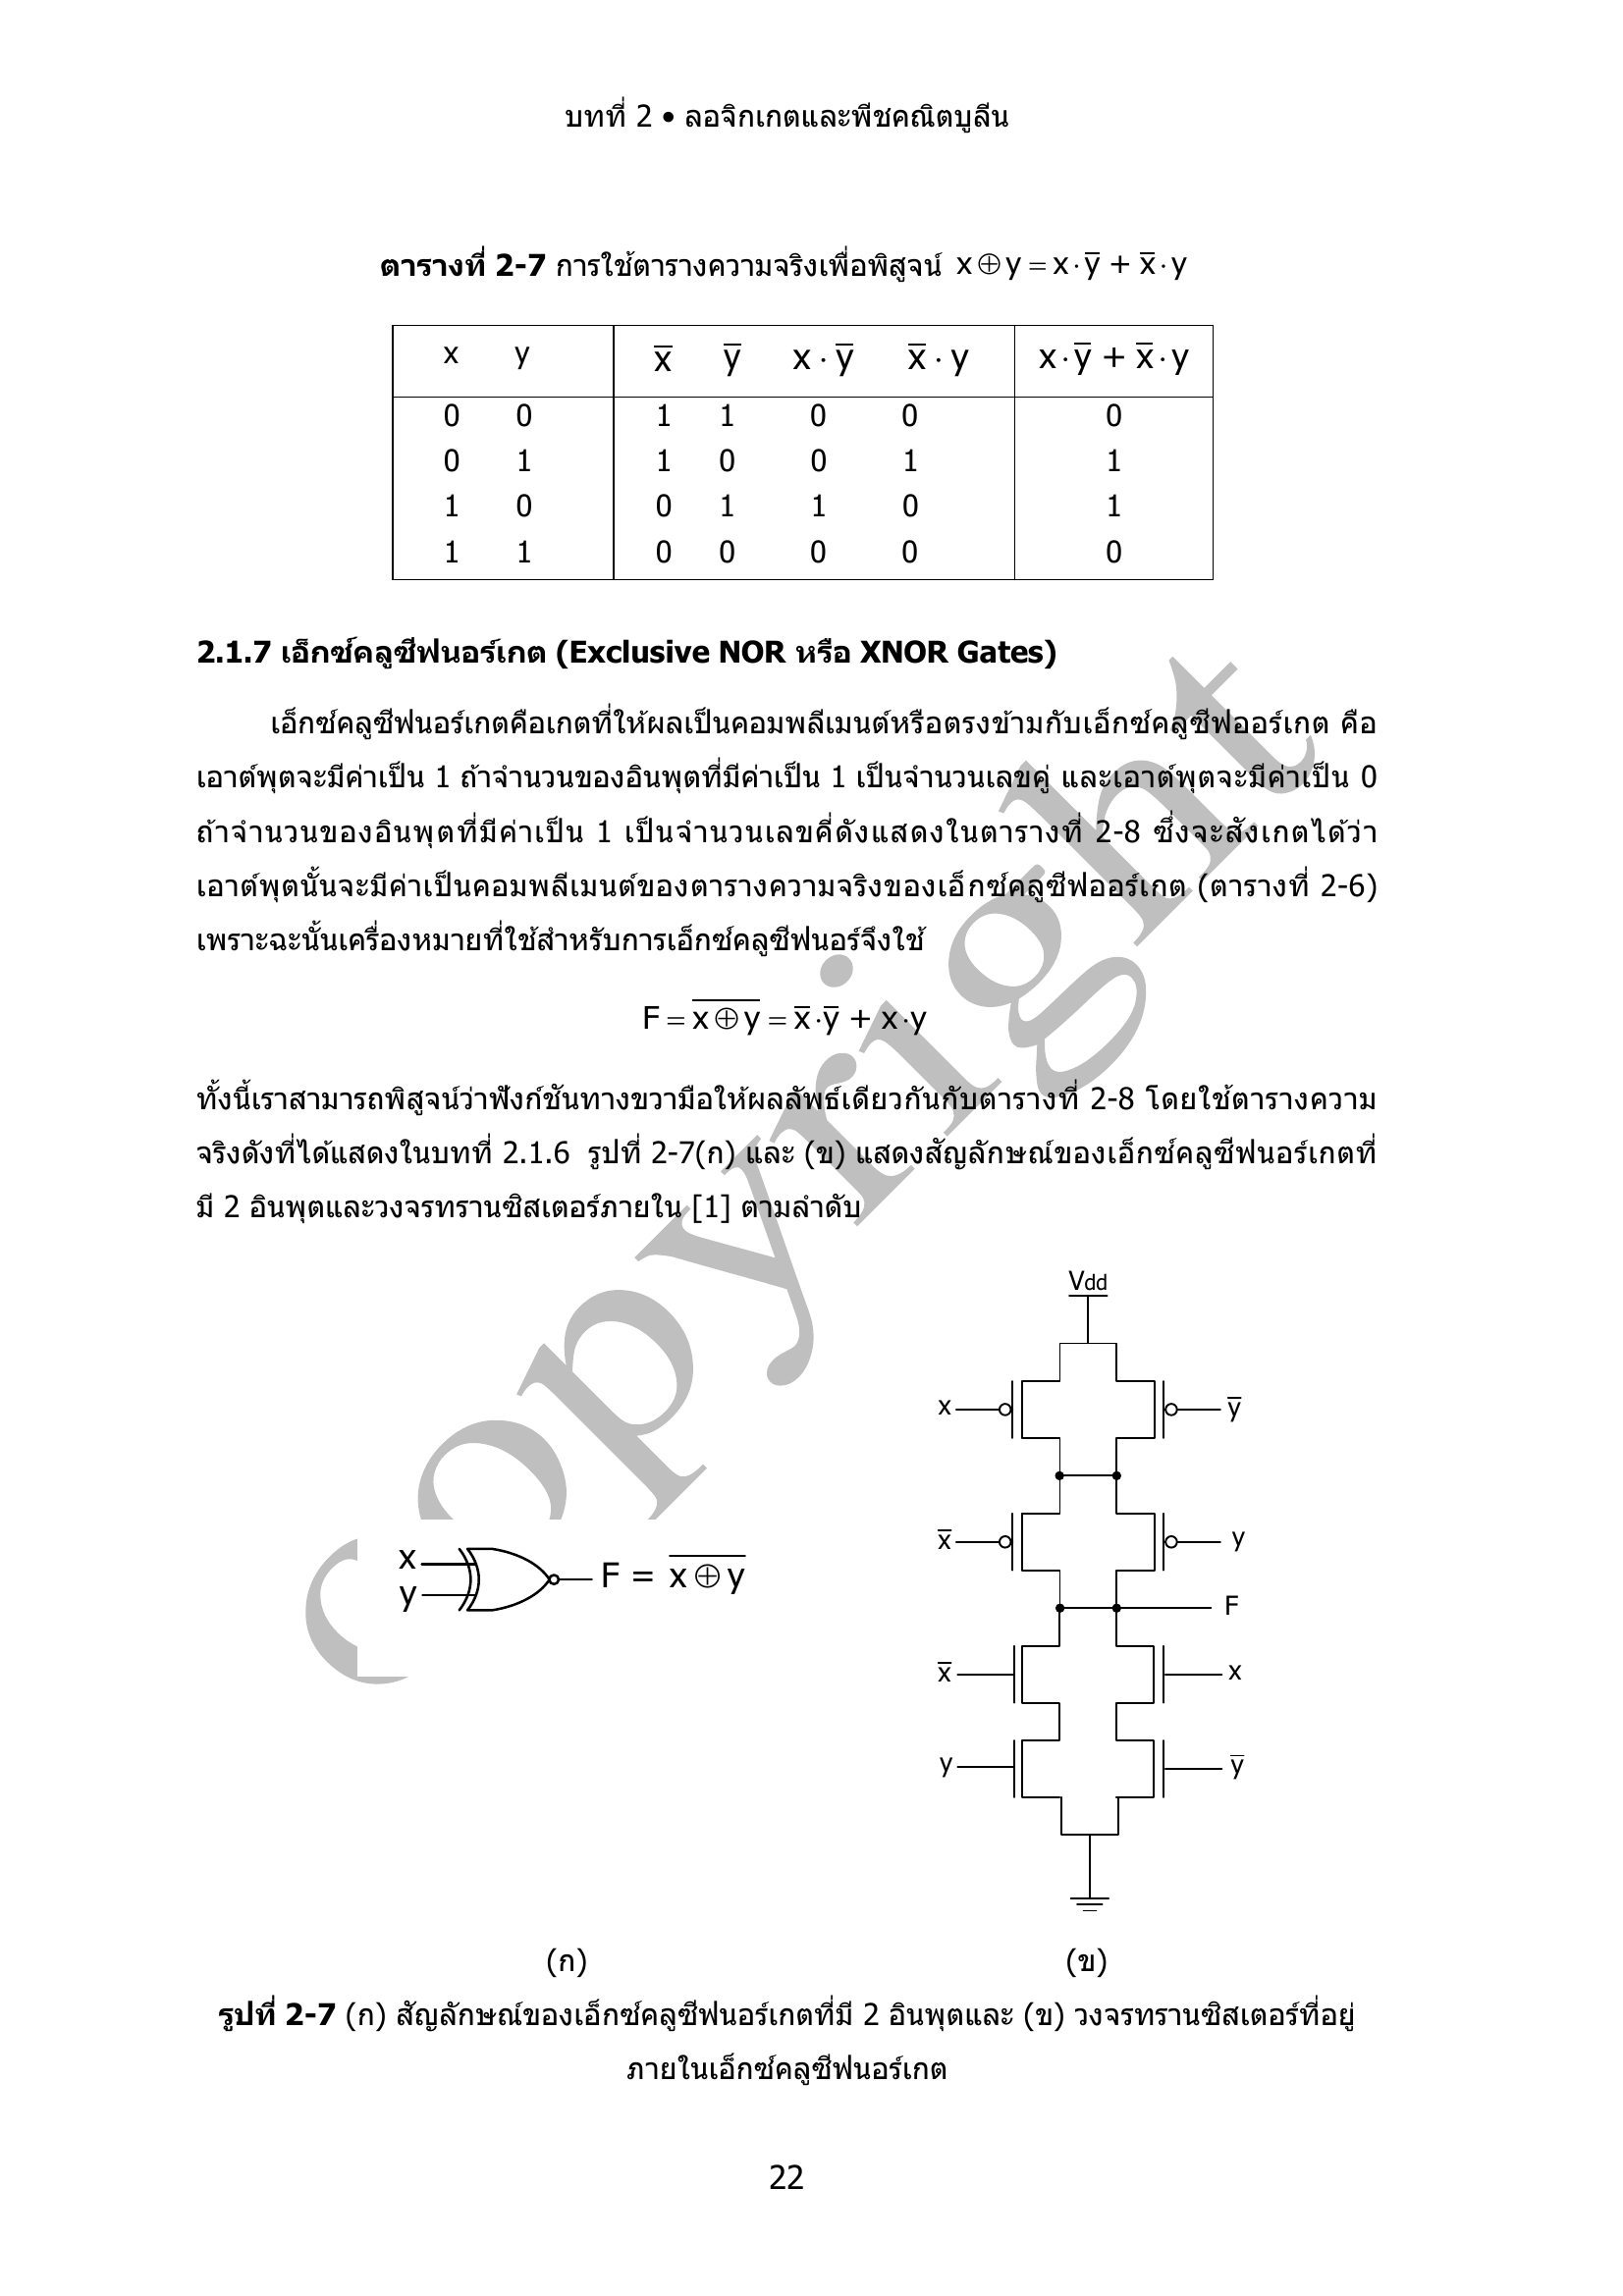 บทที่ 2 • ลอจิกเกตและพีชคณิตบูลีน
ตารางที่ 2-7 การใช้ตารางความจริงเพื่อพิสูจน์ x ⊕ y = x · y̅ + x̅ · y
x y x̅ y̅ x · y̅ x̅ · y x · y̅ + x̅ · y
0 0 1 1 0 0 0
0 1 1 0 0 1 1
1 0 0 1 1 0 1
1 1 0 0 0 0 0
2.1.7 เอ็กซ์คลูซีฟนอร์เกต (Exclusive NOR หรือ XNOR Gates)
เอ็กซ์คลูซีฟนอร์เกตคือเกตที่ให้ผลเป็นคอมพลีเมนต์หรือตรงข้ามกับเอ็กซ์คลูซีฟออร์เกต คือ
เอาต์พุตจะมีค่าเป็น 1 ถ้าจำนวนของอินพุตที่มีค่าเป็น 1 เป็นจำนวนเลขคู่ และเอาต์พุตจะมีค่าเป็น 0
ถ้าจำนวนของอินพุตที่มีค่าเป็น 1 เป็นจำนวนเลขคี่ดังแสดงในตารางที่ 2-8 ซึ่งจะสังเกตได้ว่า
เอาต์พุตนั้นจะมีค่าเป็นคอมพลีเมนต์ของตารางความจริงของเอ็กซ์คลูซีฟออร์เกต (ตารางที่ 2-6)
เพราะฉะนั้นเครื่องหมายที่ใช้สำหรับการเอ็กซ์คลูซีฟนอร์จึงใช้
F = x̅ ⊕̅ y̅ = x̅ · y̅ + x · y
ทั้งนี้เราสามารถพิสูจน์ว่าฟังก์ชันทางขวามือให้ผลลัพธ์เดียวกันกับตารางที่ 2-8 โดยใช้ตารางความ
จริงดังที่ได้แสดงในบทที่ 2.1.6 รูปที่ 2-7(ก) และ (ข) แสดงสัญลักษณ์ของเอ็กซ์คลูซีฟนอร์เกตที่
มี 2 อินพุตและวงจรทรานซิสเตอร์ภายใน [1] ตามลำดับ
copyright
x
y
F = x̅ ⊕̅ y̅
Vdd
x y̅
x̅ y
F
x̅ x
y y̅
(ก) (ข)
รูปที่ 2-7 (ก) สัญลักษณ์ของเอ็กซ์คลูซีฟนอร์เกตที่มี 2 อินพุตและ (ข) วงจรทรานซิสเตอร์ที่อยู่
ภายในเอ็กซ์คลูซีฟนอร์เกต
22